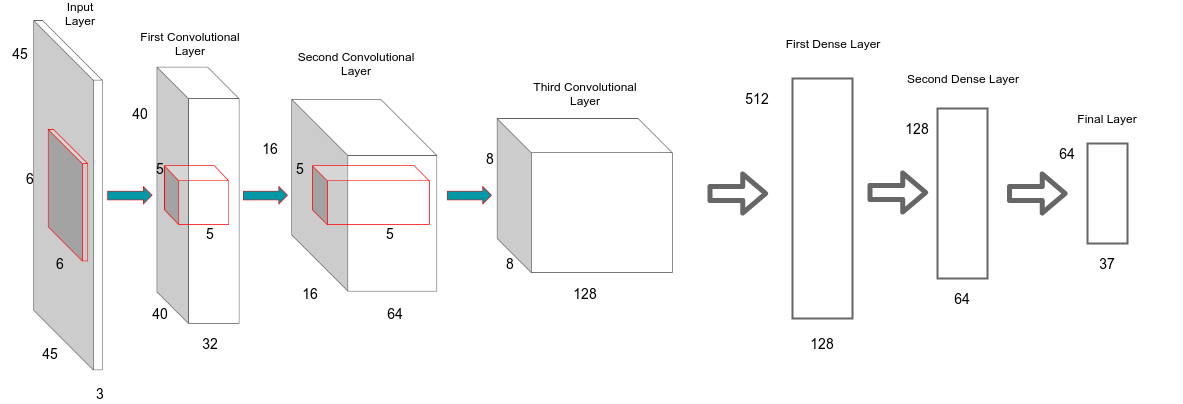 Input
Layer
45
6
6
45
3
First Convolutional
Layer
40
5
5
40
32
Second Convolutional
Layer
16
5
5
16
64
Third Convolutional
Layer
8
8
128
First Dense Layer
512
128
Second Dense Layer
128
64
Final Layer
64
37